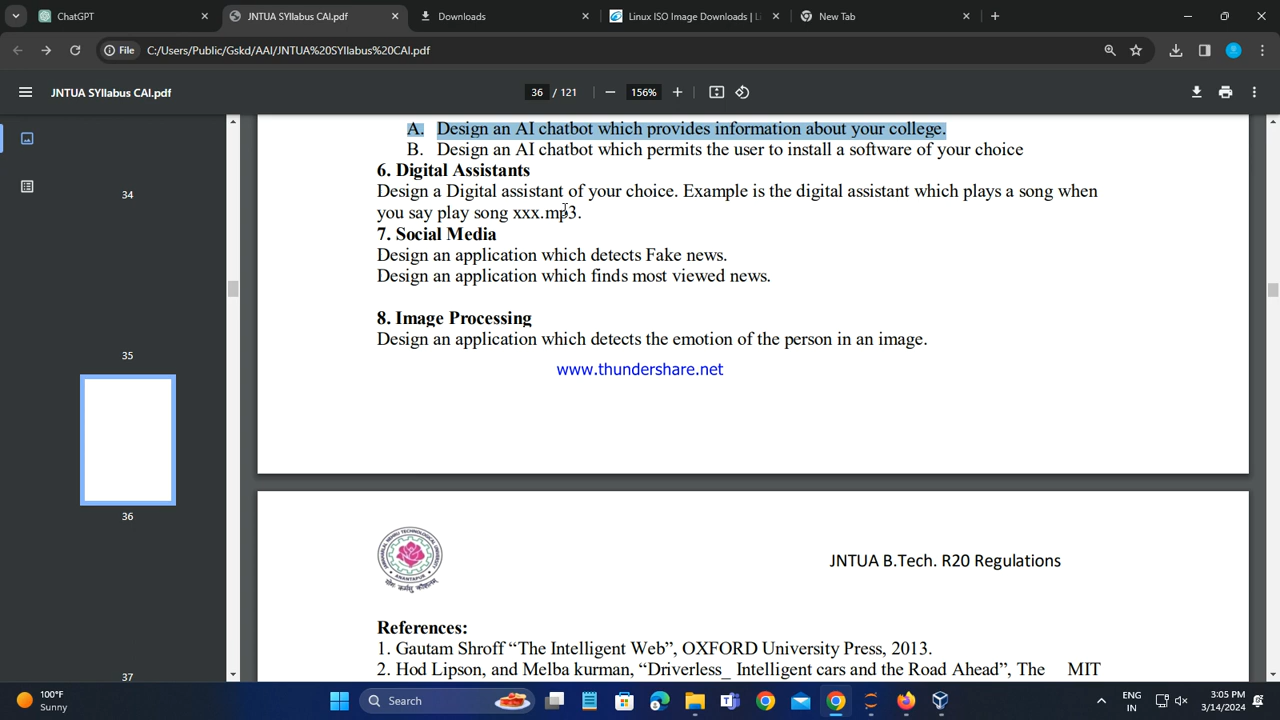 ChatGPT
JNTUA SYllabus CAI.pdf
Downloads
Linux ISO Image Downloads | Li
New Tab
File
C:/Users/Public/Gskd/AAI/JNTUA%20SYllabus%20CAI.pdf
JNTUA SYllabus CAI.pdf
36 / 121
156%
34
35
36
37
A. Design an AI chatbot which provides information about your college.
B. Design an AI chatbot which permits the user to install a software of your choice
6. Digital Assistants
Design a Digital assistant of your choice. Example is the digital assistant which plays a song when
you say play song xxx.mp3.
7. Social Media
Design an application which detects Fake news.
Design an application which finds most viewed news.
8. Image Processing
Design an application which detects the emotion of the person in an image.
www.thundershare.net
JNTUA B.Tech. R20 Regulations
References:
1. Gautam Shroff “The Intelligent Web”, OXFORD University Press, 2013.
2. Hod Lipson, and Melba kurman, “Driverless_ Intelligent cars and the Road Ahead”, The MIT
100°F
Sunny
Search
ENG
IN
3:05 PM
3/14/2024